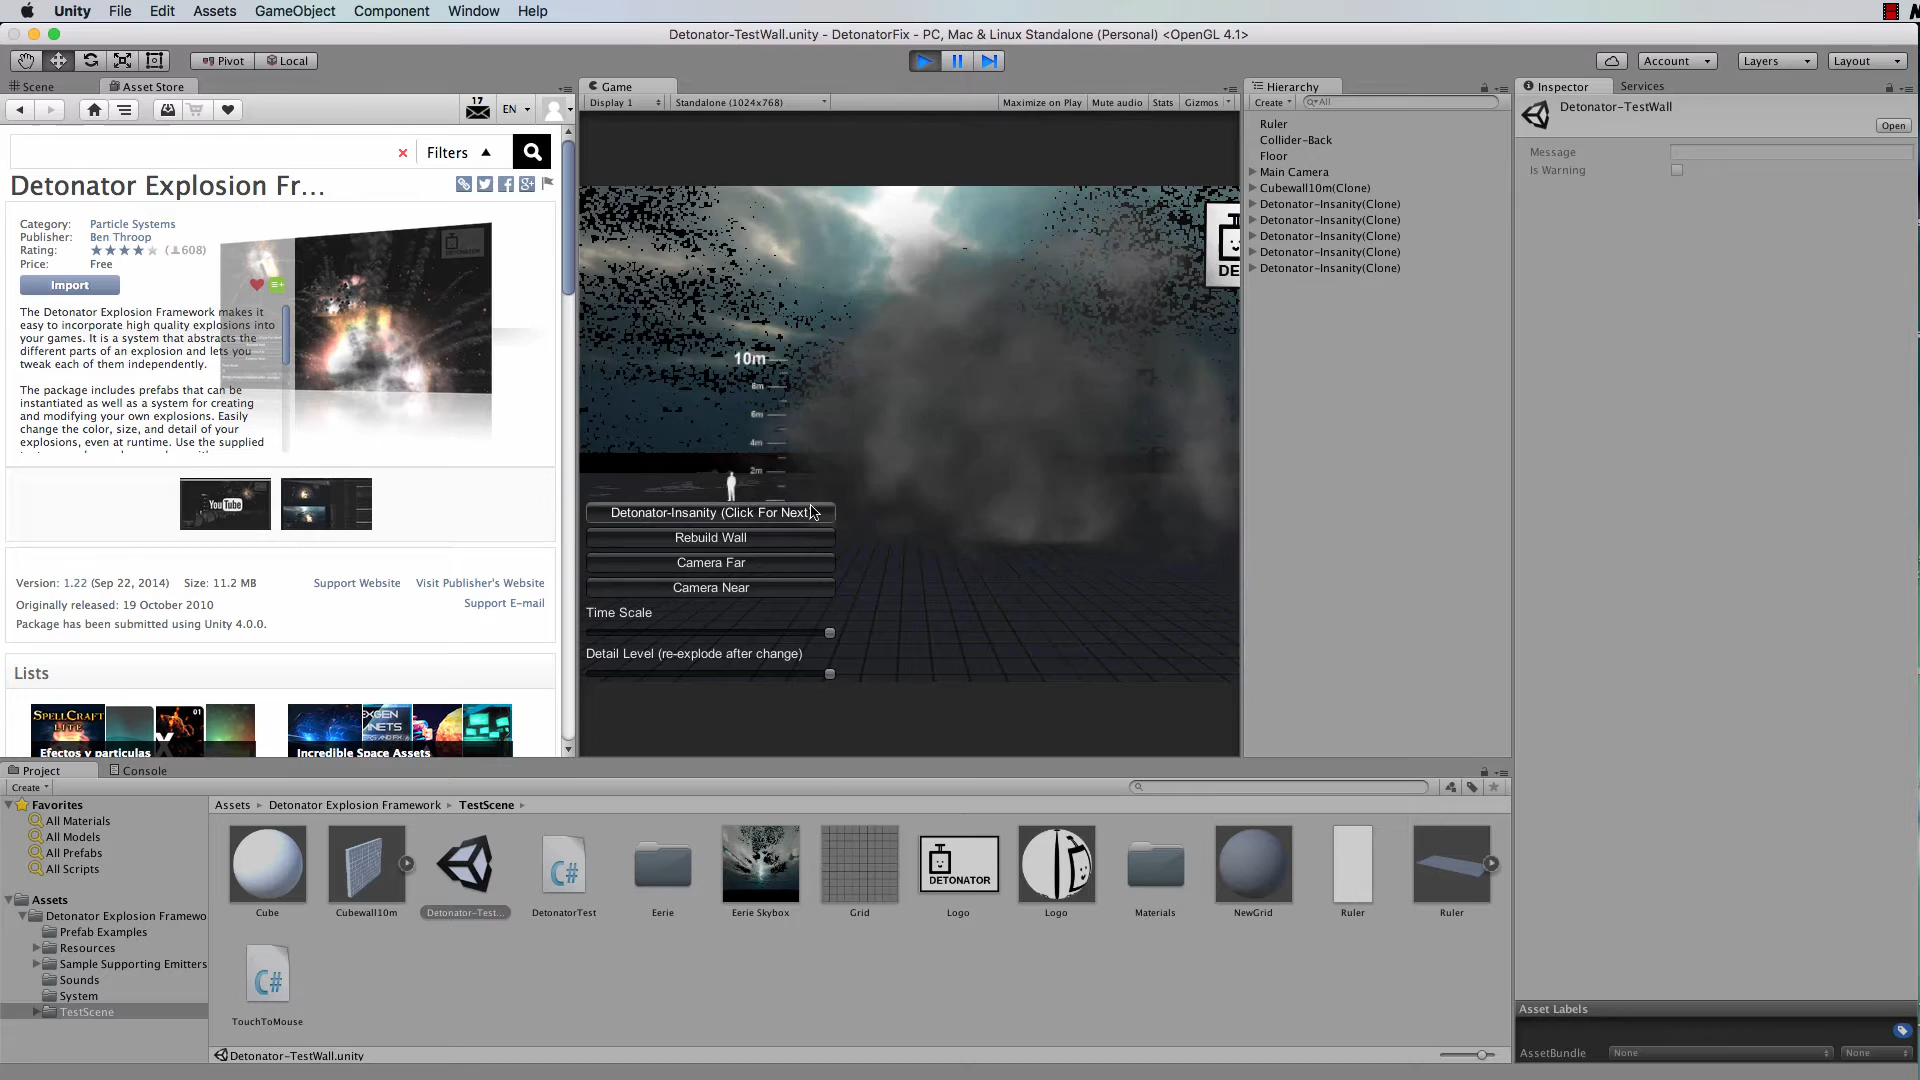 Unity File Edit Assets GameObject Component Window Help
Detonator-TestWall.unity - DetonatorFix - PC, Mac & Linux Standalone (Personal) <OpenGL 4.1>
Pivot Local Account Layers Layout
Scene Asset Store
17 EN
Filters
Detonator Explosion Fr...
Category: Particle Systems
Publisher: Ben Throop
Rating: (608)
Price: Free
Import
The Detonator Explosion Framework makes it
easy to incorporate high quality explosions into
your games. It is a system that abstracts the
different parts of an explosion and lets you
tweak each of them independently.
The package includes prefabs that can be
instantiated as well as a system for creating
and modifying your own explosions. Easily
change the color, size, and detail of your
explosions, even at runtime. Use the supplied
You Tube
Version: 1.22 (Sep 22, 2014) Size: 11.2 MB Support Website Visit Publisher's Website
Originally released: 19 October 2010 Support E-mail
Package has been submitted using Unity 4.0.0.
Lists
SPELLCRAFT
LITE
01
Efectos y particulas
Incredible Space Assets
Game
Display 1 Standalone (1024x768) Maximize on Play Mute audio Stats Gizmos
DE
10m
8m
6m
4m
2m
Detonator-Insanity (Click For Next)
Rebuild Wall
Camera Far
Camera Near
Time Scale
Detail Level (re-explode after change)
Hierarchy
Create All
Ruler
Collider-Back
Floor
Main Camera
Cubewall10m(Clone)
Detonator-Insanity(Clone)
Detonator-Insanity(Clone)
Detonator-Insanity(Clone)
Detonator-Insanity(Clone)
Detonator-Insanity(Clone)
Inspector Services
Detonator-TestWall
Open
Message
Is Warning
Project Console
Create
Favorites
All Materials
All Models
All Prefabs
All Scripts
Assets
Detonator Explosion Framewo
Prefab Examples
Resources
Sample Supporting Emitters
Sounds
System
TestScene
Assets Detonator Explosion Framework TestScene
DETONATOR
Cube Cubewall10m Detonator-Test... DetonatorTest Eerie Eerie Skybox Grid Logo Logo Materials NewGrid Ruler Ruler
C#
C#
TouchToMouse
Detonator-TestWall.unity
Asset Labels
AssetBundle None None